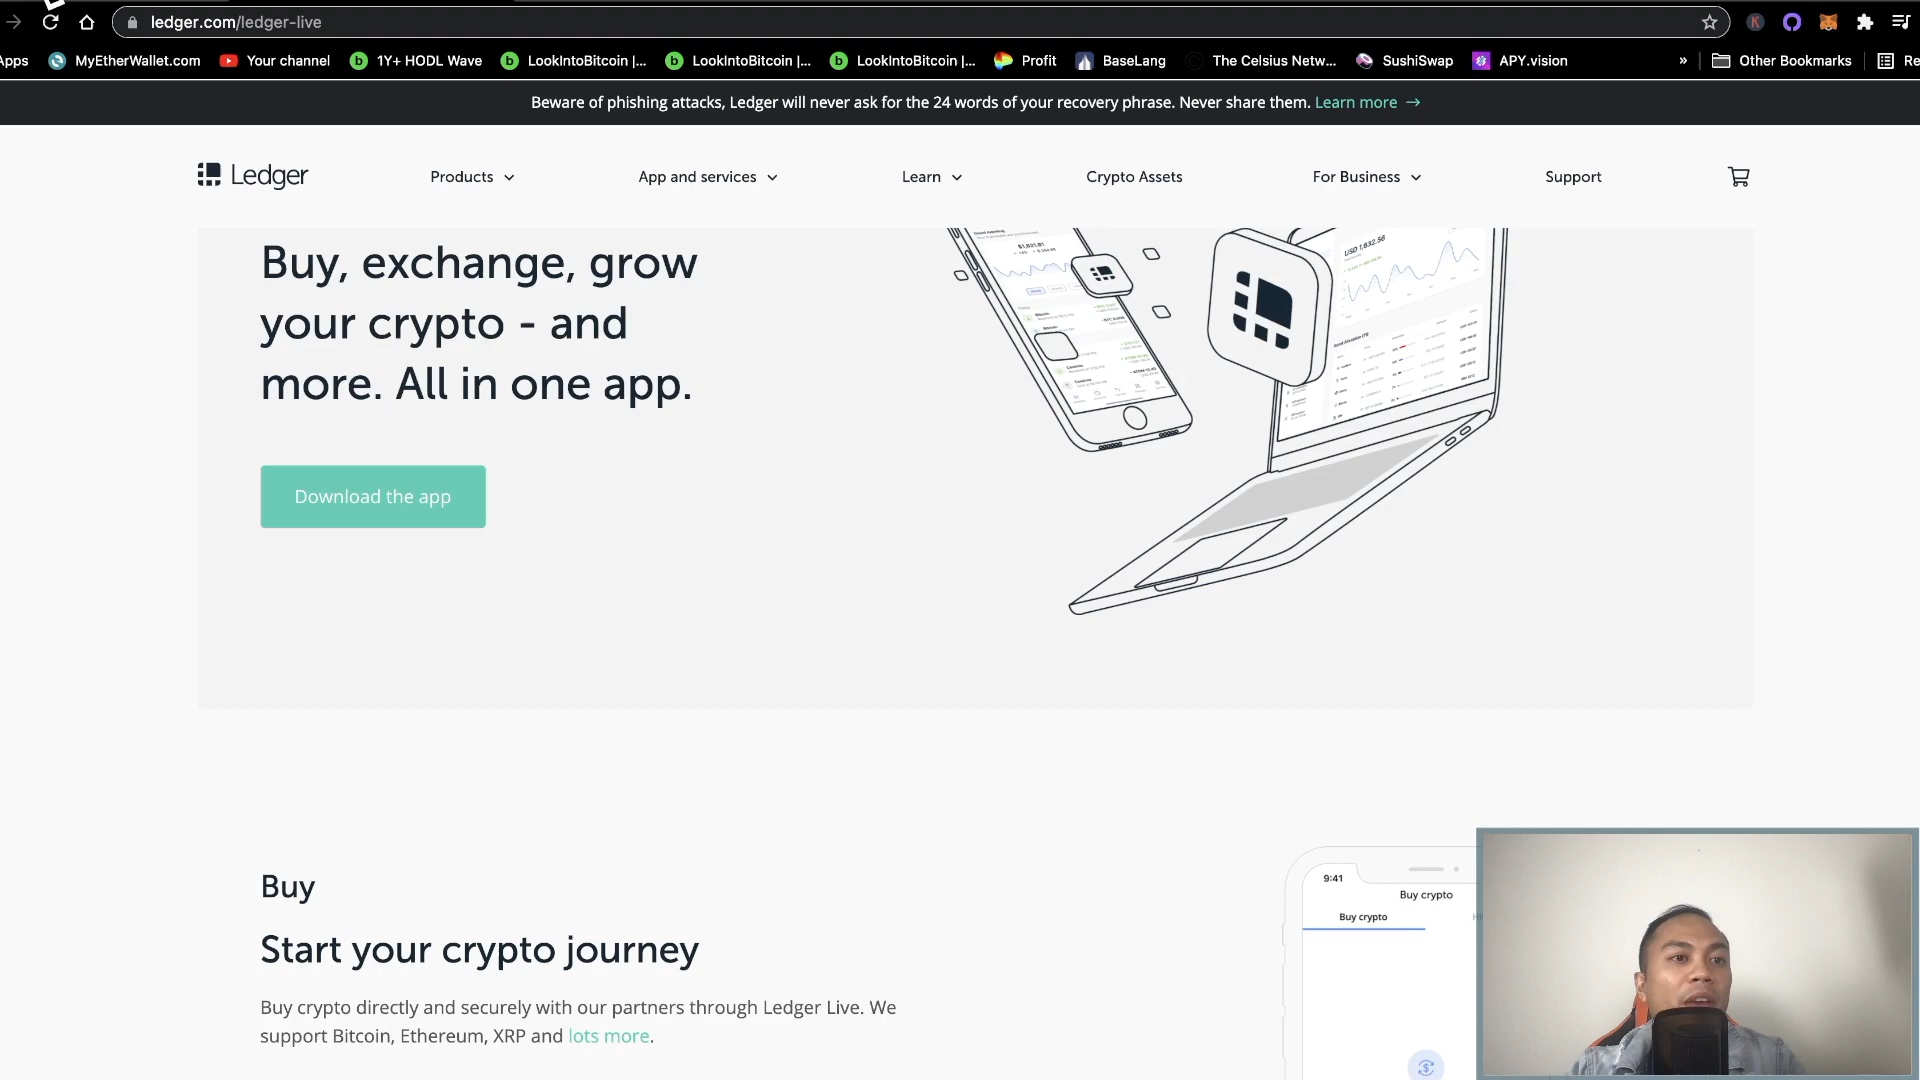 ledger.com/ledger-live
Apps MyEtherWallet.com Your channel 1Y+ HODL Wave LookIntoBitcoin |... LookIntoBitcoin |... LookIntoBitcoin |... Profit BaseLang The Celsius Netw... SushiSwap APY.vision » Other Bookmarks Re
Beware of phishing attacks, Ledger will never ask for the 24 words of your recovery phrase. Never share them. Learn more →
Ledger Products App and services Learn Crypto Assets For Business Support
Buy, exchange, grow
your crypto - and
more. All in one app.
Download the app
USD 1,632.56
Buy
Start your crypto journey
Buy crypto directly and securely with our partners through Ledger Live. We
support Bitcoin, Ethereum, XRP and lots more.
9:41
Buy crypto
Buy crypto